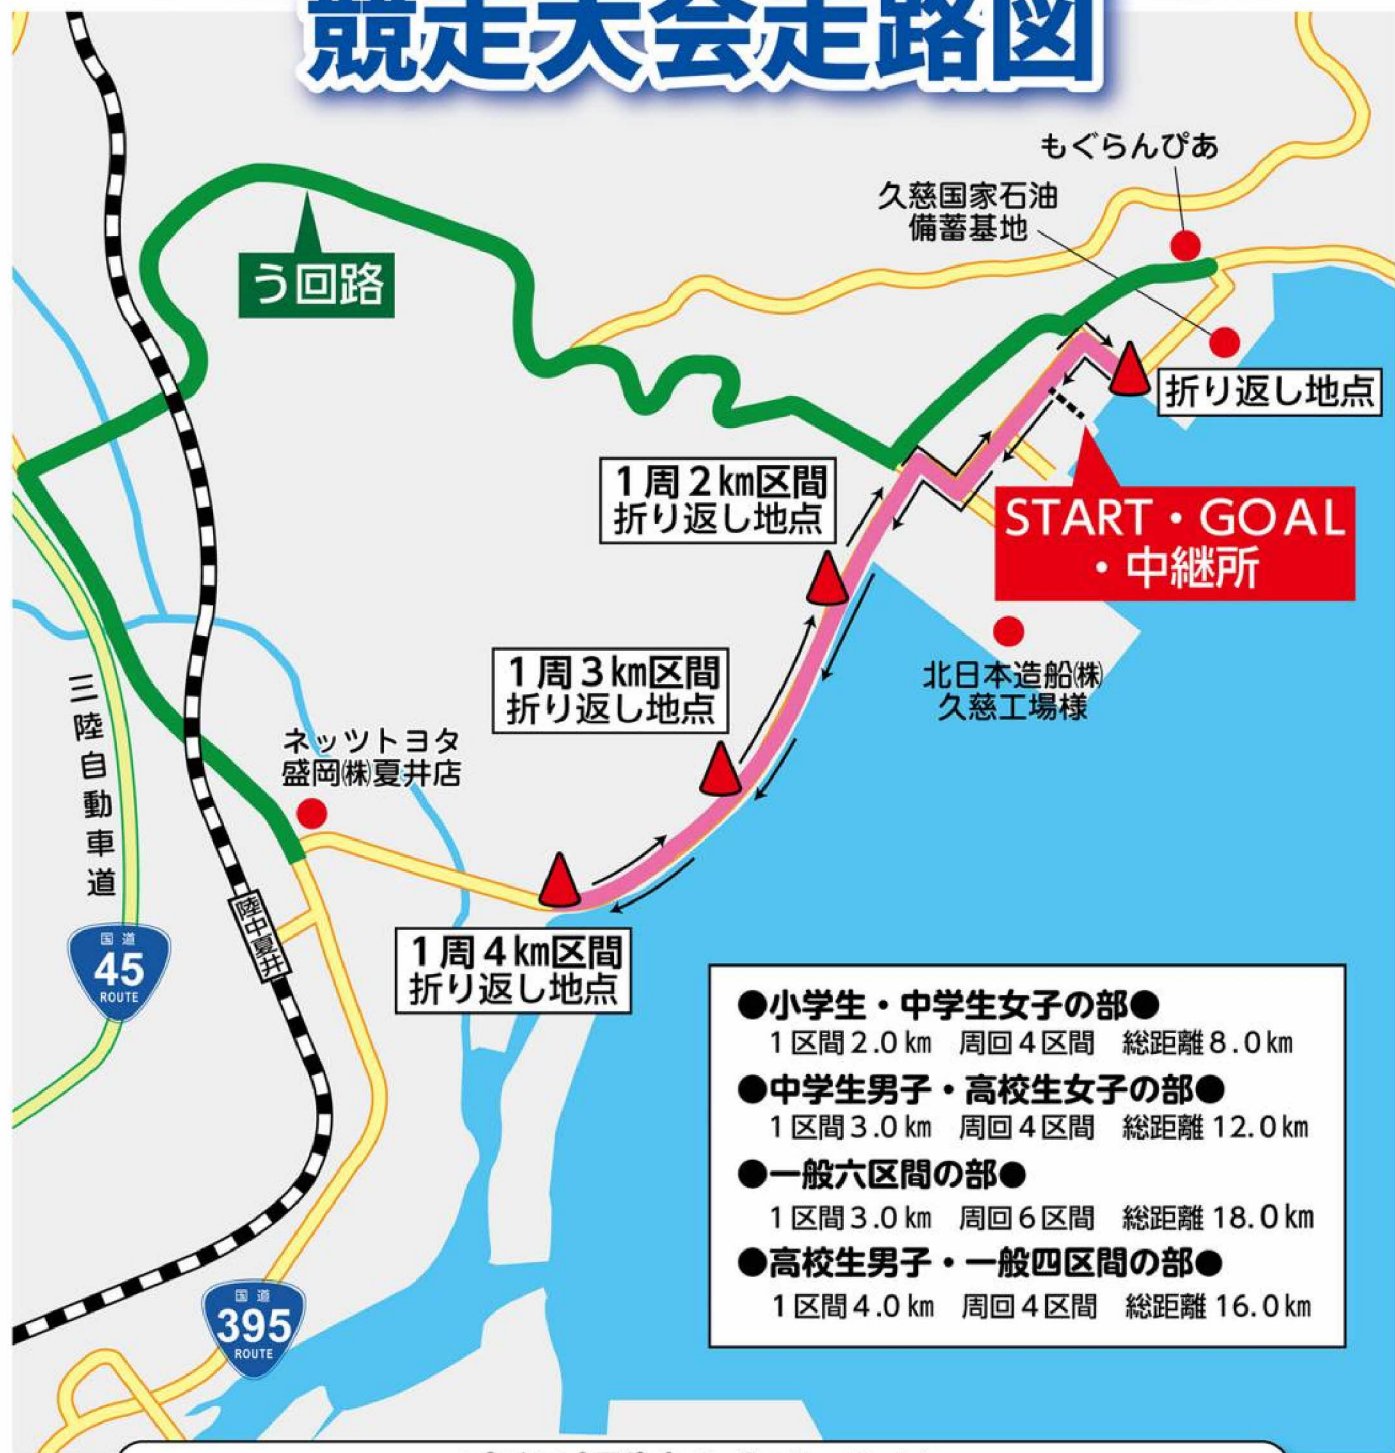 競走大会走路図
もぐらんぴあ
久慈国家石油
備蓄基地
う回路
折り返し地点
1周2㎞区間
折り返し地点
START・GOAL
・中継所
1周3㎞区間
折り返し地点
北日本造船㈱
久慈工場様
三陸自動車道
ネッツトヨタ
盛岡㈱夏井店
陸中夏井
国道
45
ROUTE
1周4㎞区間
折り返し地点
●小学生・中学生女子の部●
1区間2.0㎞　周回4区間　総距離8.0㎞
●中学生男子・高校生女子の部●
1区間3.0㎞　周回4区間　総距離12.0㎞
●一般六区間の部●
1区間3.0㎞　周回6区間　総距離18.0㎞
●高校生男子・一般四区間の部●
1区間4.0㎞　周回4区間　総距離16.0㎞
国道
395
ROUTE